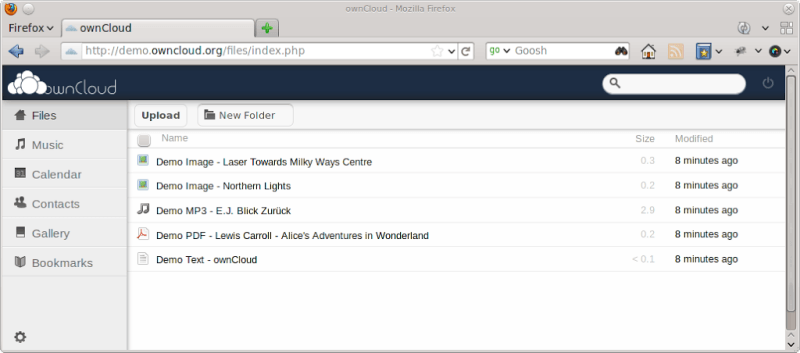 ownCloud - Mozilla Firefox
Firefox ownCloud
http://demo.owncloud.org/files/index.php go Goosh
ownCloud
Files Upload New Folder
Name Size Modified
Music
Demo Image - Laser Towards Milky Ways Centre 0.3 8 minutes ago
Calendar
Demo Image - Northern Lights 0.2 8 minutes ago
Contacts
Demo MP3 - E.J. Blick Zurück 2.9 8 minutes ago
Gallery
Demo PDF - Lewis Carroll - Alice's Adventures in Wonderland 0.2 8 minutes ago
Bookmarks
Demo Text - ownCloud < 0.1 8 minutes ago